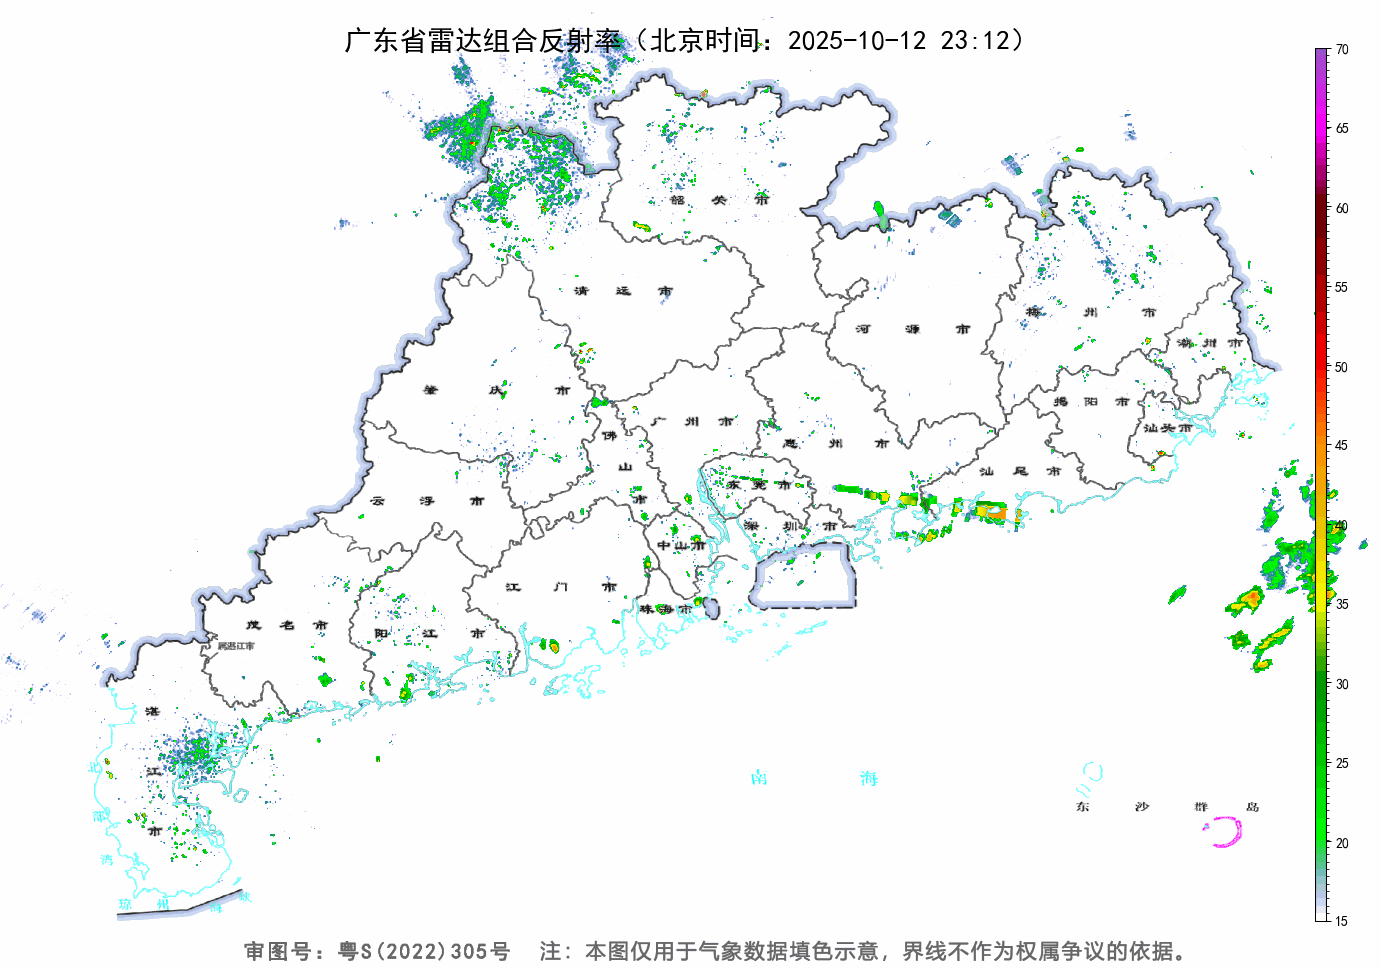 广东省雷达组合反射率（北京时间：2025-10-12 23:12）
70
65
60
55
50
45
40
35
30
25
20
15
韶关市
清远市
河源市
梅州市
潮州市
肇庆市
广州市
揭阳市
汕头市
佛山市
惠州市
汕尾市
云浮市
东莞市
深圳市
中山市
江门市
珠海市
茂名市
阳江市
属湛江市
湛江市
南海
东沙群岛
北部湾
琼州海峡
审图号：粤S(2022)305号 注：本图仅用于气象数据填色示意，界线不作为权属争议的依据。